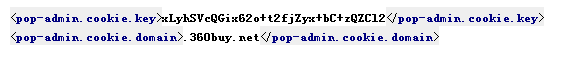 <pop-admin.cookie.key>xLyhSVcQGix62o+t2fjZyx+bC+zQZCl2</pop-admin.cookie.key>
<pop-admin.cookie.domain>.360buy.net</pop-admin.cookie.domain>